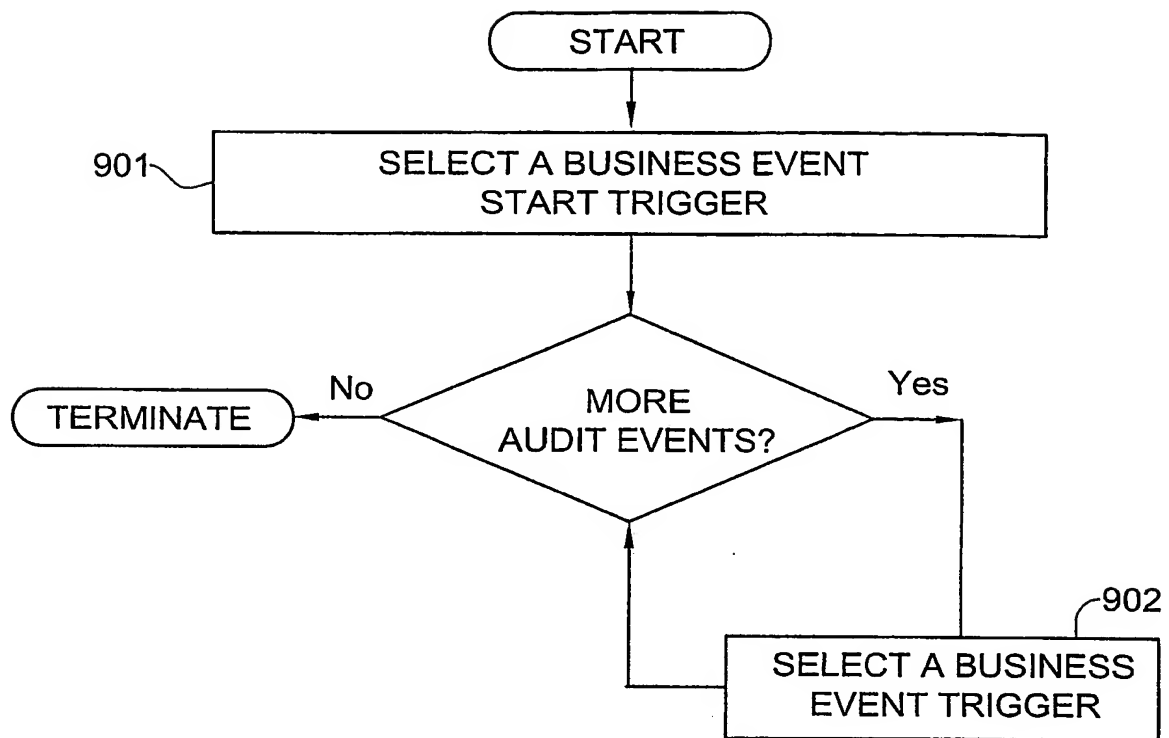 START
901
SELECT A BUSINESS EVENT
START TRIGGER
No
Yes
TERMINATE
MORE
AUDIT EVENTS?
902
SELECT A BUSINESS
EVENT TRIGGER